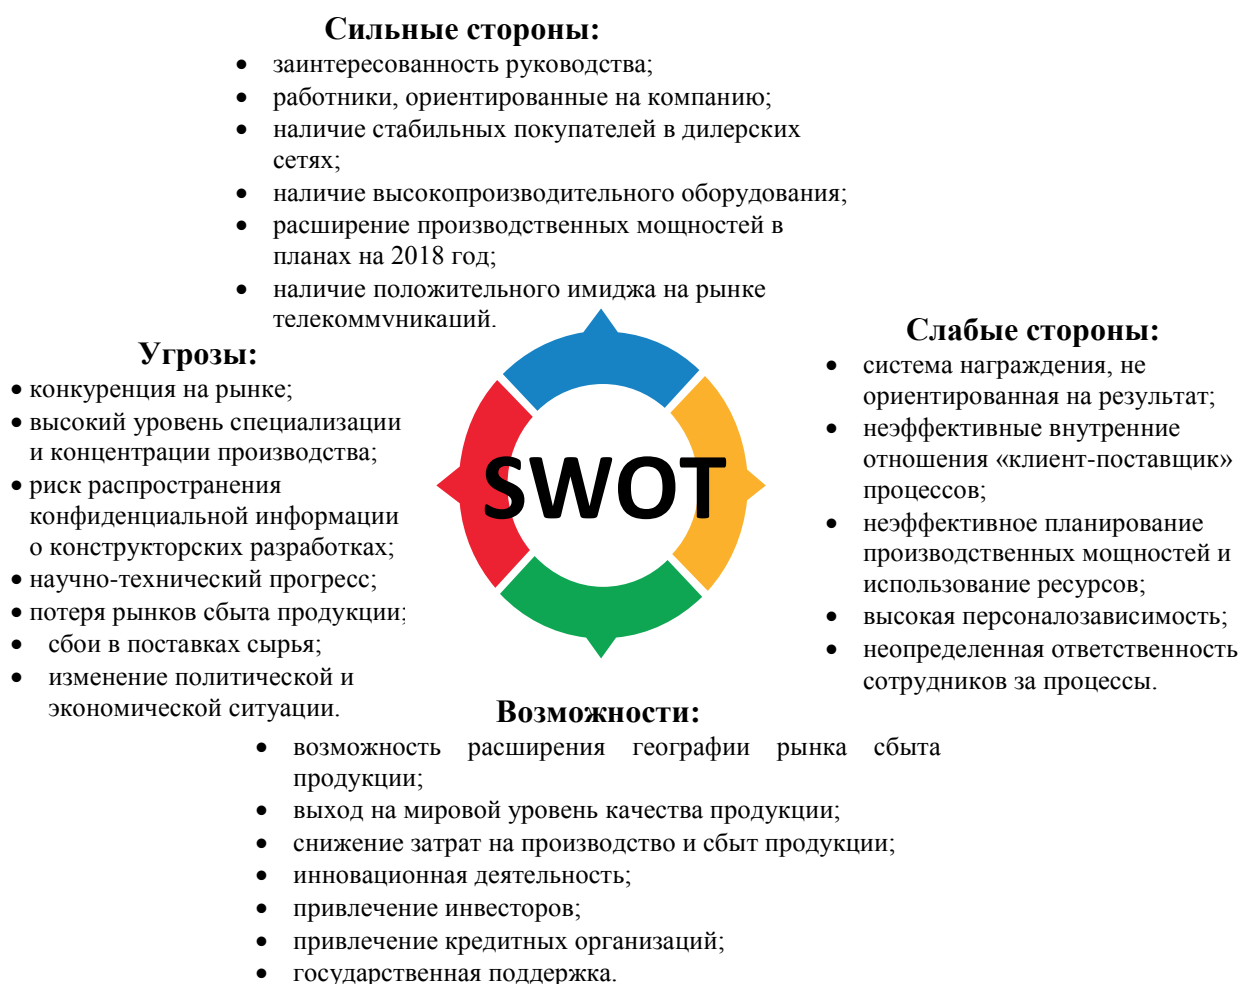 Сильные стороны:
• заинтересованность руководства;
• работники, ориентированные на компанию;
• наличие стабильных покупателей в дилерских
сетях;
• наличие высокопроизводительного оборудования;
• расширение производственных мощностей в
планах на 2018 год;
• наличие положительного имиджа на рынке
телекоммуникаций.
Угрозы:
• конкуренция на рынке;
• высокий уровень специализации
и концентрации производства;
• риск распространения
конфиденциальной информации
о конструкторских разработках;
• научно-технический прогресс;
• потеря рынков сбыта продукции;
• сбои в поставках сырья;
• изменение политической и
экономической ситуации.
SWOT
Слабые стороны:
• система награждения, не
ориентированная на результат;
• неэффективные внутренние
отношения «клиент-поставщик»
процессов;
• неэффективное планирование
производственных мощностей и
использование ресурсов;
• высокая персоналозависимость;
• неопределенная ответственность
сотрудников за процессы.
Возможности:
• возможность расширения географии рынка сбыта
продукции;
• выход на мировой уровень качества продукции;
• снижение затрат на производство и сбыт продукции;
• инновационная деятельность;
• привлечение инвесторов;
• привлечение кредитных организаций;
• государственная поддержка.